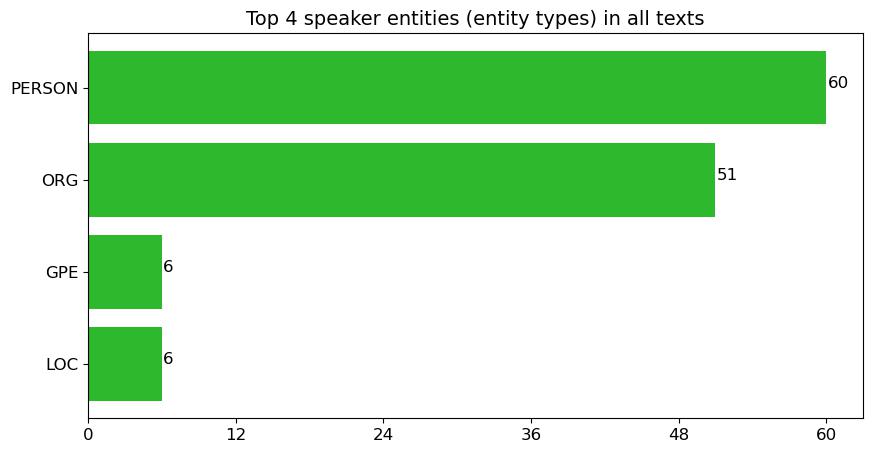 Top 4 speaker entities (entity types) in all texts
PERSON 60
ORG 51
GPE 6
LOC 6
0 12 24 36 48 60